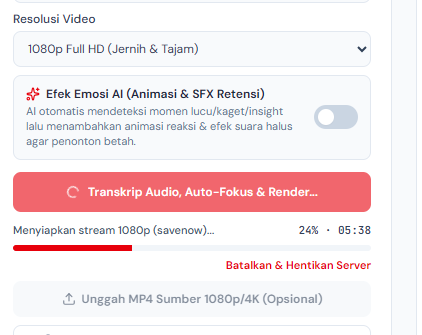 Resolusi Video
1080p Full HD (Jernih & Tajam)
Efek Emosi AI (Animasi & SFX Retensi)
AI otomatis mendeteksi momen lucu/kaget/insight
lalu menambahkan animasi reaksi & efek suara halus
agar penonton betah.
Transkrip Audio, Auto-Fokus & Render...
Menyiapkan stream 1080p (savenow)... 24% · 05:38
Batalkan & Hentikan Server
Unggah MP4 Sumber 1080p/4K (Opsional)